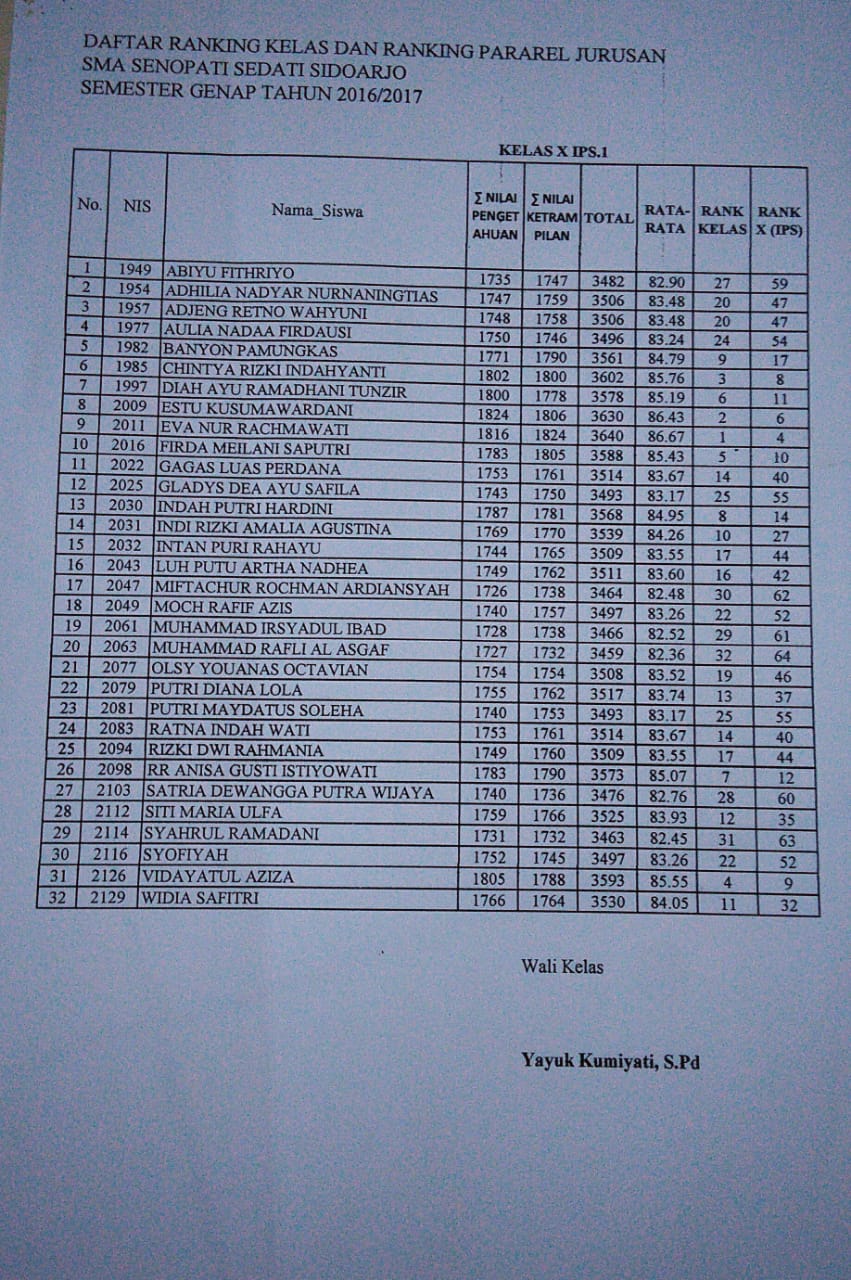 DAFTAR RANKING KELAS DAN RANKING PARAREL JURUSAN
SMA SENOPATI SEDATI SIDOARJO
SEMESTER GENAP TAHUN 2016/2017
KELAS X IPS.1
No. NIS Nama_Siswa ∑ NILAI PENGET AHUAN ∑ NILAI KETRAM PILAN TOTAL RATA-RATA RANK KELAS RANK X (IPS)
1 1949 ABIYU FITHRIYO 1735 1747 3482 82.90 27 59
2 1954 ADHILIA NADYAR NURNANINGTIAS 1747 1759 3506 83.48 20 47
3 1957 ADJENG RETNO WAHYUNI 1748 1758 3506 83.48 20 47
4 1977 AULIA NADAA FIRDAUSI 1750 1746 3496 83.24 24 54
5 1982 BANYON PAMUNGKAS 1771 1790 3561 84.79 9 17
6 1985 CHINTYA RIZKI INDAHYANTI 1802 1800 3602 85.76 3 8
7 1997 DIAH AYU RAMADHANI TUNZIR 1800 1778 3578 85.19 6 11
8 2009 ESTU KUSUMAWARDANI 1824 1806 3630 86.43 2 6
9 2011 EVA NUR RACHMAWATI 1816 1824 3640 86.67 1 4
10 2016 FIRDA MEILANI SAPUTRI 1783 1805 3588 85.43 5 10
11 2022 GAGAS LUAS PERDANA 1753 1761 3514 83.67 14 40
12 2025 GLADYS DEA AYU SAFILA 1743 1750 3493 83.17 25 55
13 2030 INDAH PUTRI HARDINI 1787 1781 3568 84.95 8 14
14 2031 INDI RIZKI AMALIA AGUSTINA 1769 1770 3539 84.26 10 27
15 2032 INTAN PURI RAHAYU 1744 1765 3509 83.55 17 44
16 2043 LUH PUTU ARTHA NADHEA 1749 1762 3511 83.60 16 42
17 2047 MIFTACHUR ROCHMAN ARDIANSYAH 1726 1738 3464 82.48 30 62
18 2049 MOCH RAFIF AZIS 1740 1757 3497 83.26 22 52
19 2061 MUHAMMAD IRSYADUL IBAD 1728 1738 3466 82.52 29 61
20 2063 MUHAMMAD RAFLI AL ASGAF 1727 1732 3459 82.36 32 64
21 2077 OLSY YOUANAS OCTAVIAN 1754 1754 3508 83.52 19 46
22 2079 PUTRI DIANA LOLA 1755 1762 3517 83.74 13 37
23 2081 PUTRI MAYDATUS SOLEHA 1740 1753 3493 83.17 25 55
24 2083 RATNA INDAH WATI 1753 1761 3514 83.67 14 40
25 2094 RIZKI DWI RAHMANIA 1749 1760 3509 83.55 17 44
26 2098 RR ANISA GUSTI ISTIYOWATI 1783 1790 3573 85.07 7 12
27 2103 SATRIA DEWANGGA PUTRA WIJAYA 1740 1736 3476 82.76 28 60
28 2112 SITI MARIA ULFA 1759 1766 3525 83.93 12 35
29 2114 SYAHRUL RAMADANI 1731 1732 3463 82.45 31 63
30 2116 SYOFIYAH 1752 1745 3497 83.26 22 52
31 2126 VIDAYATUL AZIZA 1805 1788 3593 85.55 4 9
32 2129 WIDIA SAFITRI 1766 1764 3530 84.05 11 32
Wali Kelas
Yayuk Kumiyati, S.Pd